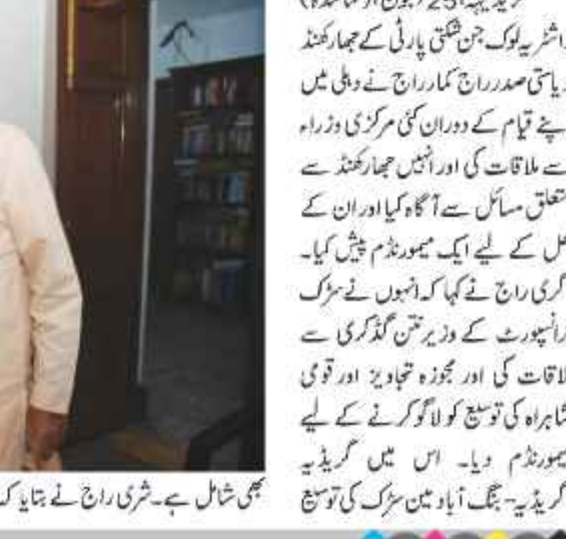 راشٹریہ لوک جن شکتی پارٹی کے جھارکھنڈ
ریاستی صدر راج کمار راج نے دہلی میں
اپنے قیام کے دوران کئی مرکزی وزراء
سے ملاقات کی اور انہیں جھارکھنڈ سے
متعلق مسائل سے آگاہ کیا اور ان کے
حل کے لیے ایک میمورنڈم پیش کیا۔
گری راج نے کہا کہ انہوں نے سڑک
ٹرانسپورٹ کے وزیر نتن گڈکری سے
ملاقات کی اور مجوزہ تجاویز اور قومی
شاہراہ کی توسیع کو لاگو کرنے کے لیے
میمورنڈم دیا۔ اس میں گریڈیہ
گریڈیہ-بینگ آباد مین سڑک کی توسیع
بھی شامل ہے۔ شری راج نے بتایا کہ